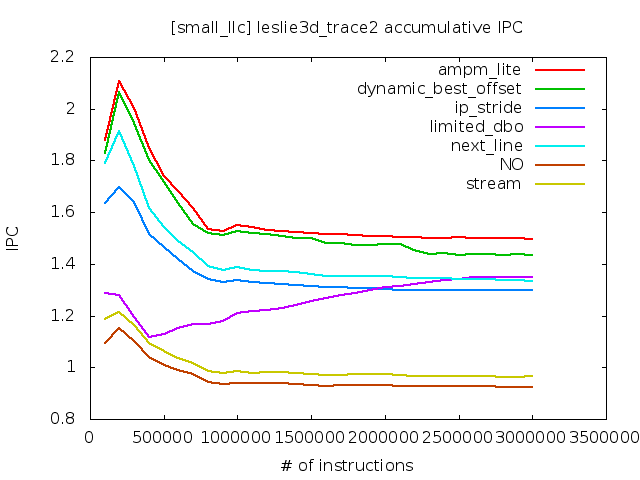 [small_llc] leslie3d_trace2 accumulative IPC
2.2
2
1.8
1.6
1.4
1.2
1
0.8
IPC
ampm_lite
dynamic_best_offset
ip_stride
limited_dbo
next_line
NO
stream
0 500000 1000000 1500000 2000000 2500000 3000000 3500000
# of instructions